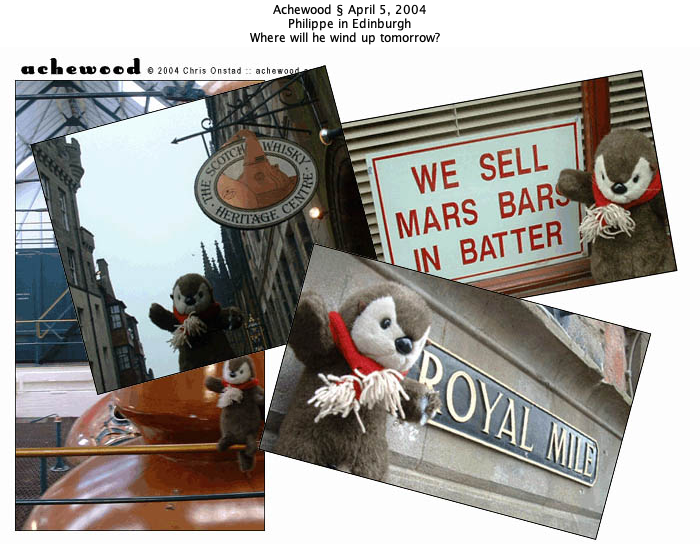 Achewood § April 5, 2004
Philippe in Edinburgh
Where will he wind up tomorrow?
achewood © 2004 Chris Onstad :: achewood.
THE SCOTCH WHISKY
HERITAGE CENTRE
WE SELL
MARS BARS
IN BATTER
ROYAL MILE